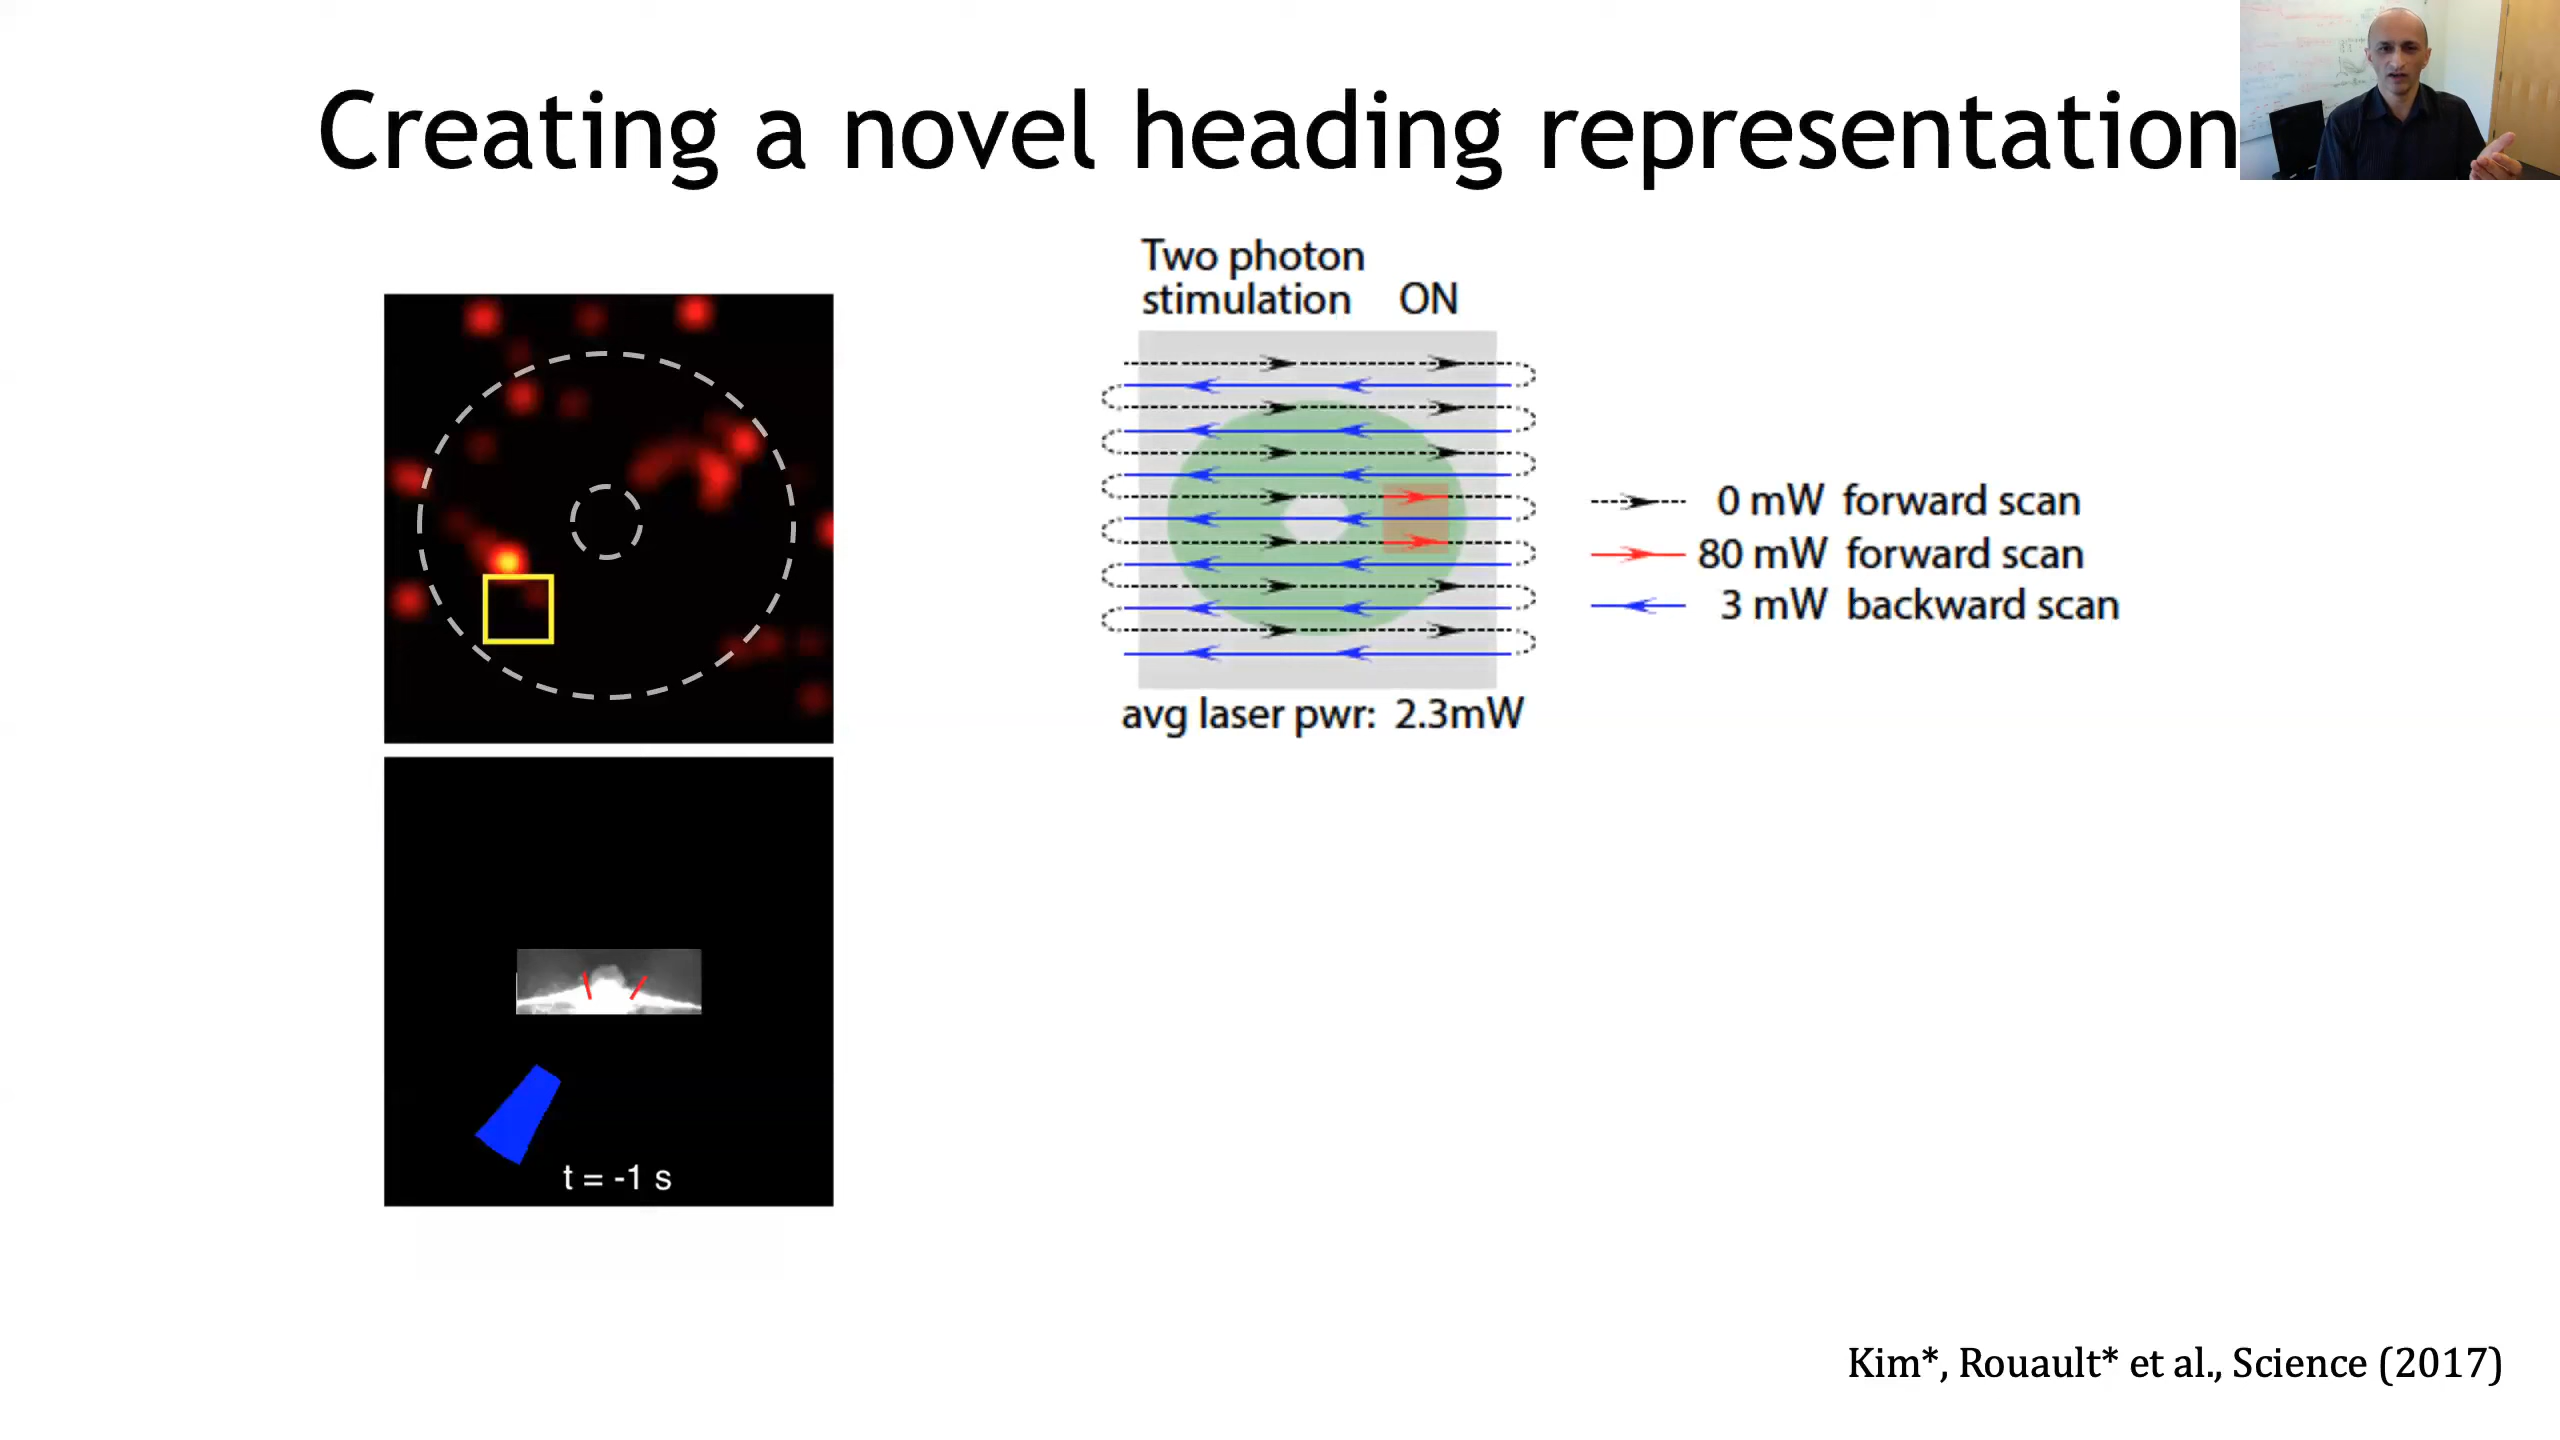 Creating a novel heading representation
Two photon
stimulation ON
0 mW forward scan
80 mW forward scan
3 mW backward scan
avg laser pwr: 2.3mW
t = -1 s
Kim*, Rouault* et al., Science (2017)